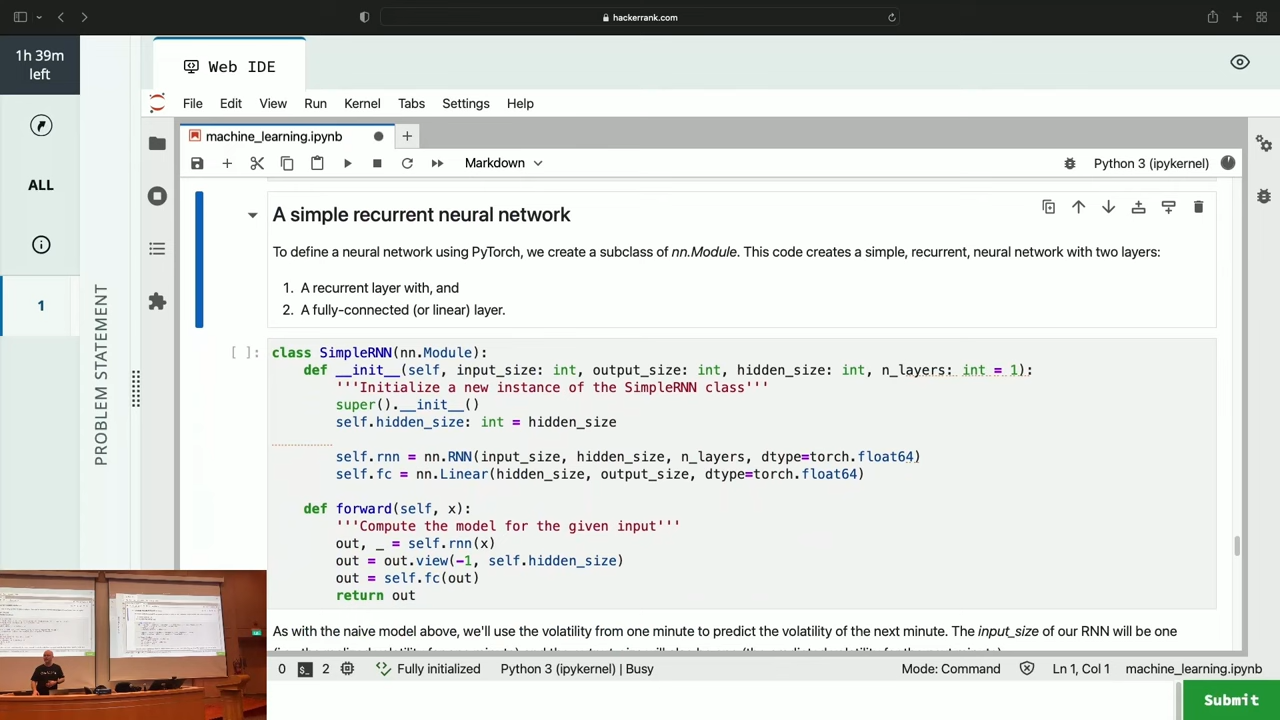 hackerrank.com
1h 39m
left
Web IDE
File Edit View Run Kernel Tabs Settings Help
machine_learning.ipynb
Markdown
Python 3 (ipykernel)
ALL
1
PROBLEM STATEMENT
A simple recurrent neural network
To define a neural network using PyTorch, we create a subclass of nn.Module. This code creates a simple, recurrent, neural network with two layers:
1. A recurrent layer with, and
2. A fully-connected (or linear) layer.
[ ]:
class SimpleRNN(nn.Module):
    def __init__(self, input_size: int, output_size: int, hidden_size: int, n_layers: int = 1):
        '''Initialize a new instance of the SimpleRNN class'''
        super().__init__()
        self.hidden_size: int = hidden_size
        self.rnn = nn.RNN(input_size, hidden_size, n_layers, dtype=torch.float64)
        self.fc = nn.Linear(hidden_size, output_size, dtype=torch.float64)
    def forward(self, x):
        '''Compute the model for the given input'''
        out, _ = self.rnn(x)
        out = out.view(-1, self.hidden_size)
        out = self.fc(out)
        return out
As with the naive model above, we'll use the volatility from one minute to predict the volatility of the next minute. The input_size of our RNN will be one
0 2 Fully initialized Python 3 (ipykernel) | Busy Mode: Command Ln 1, Col 1 machine_learning.ipynb
Submit